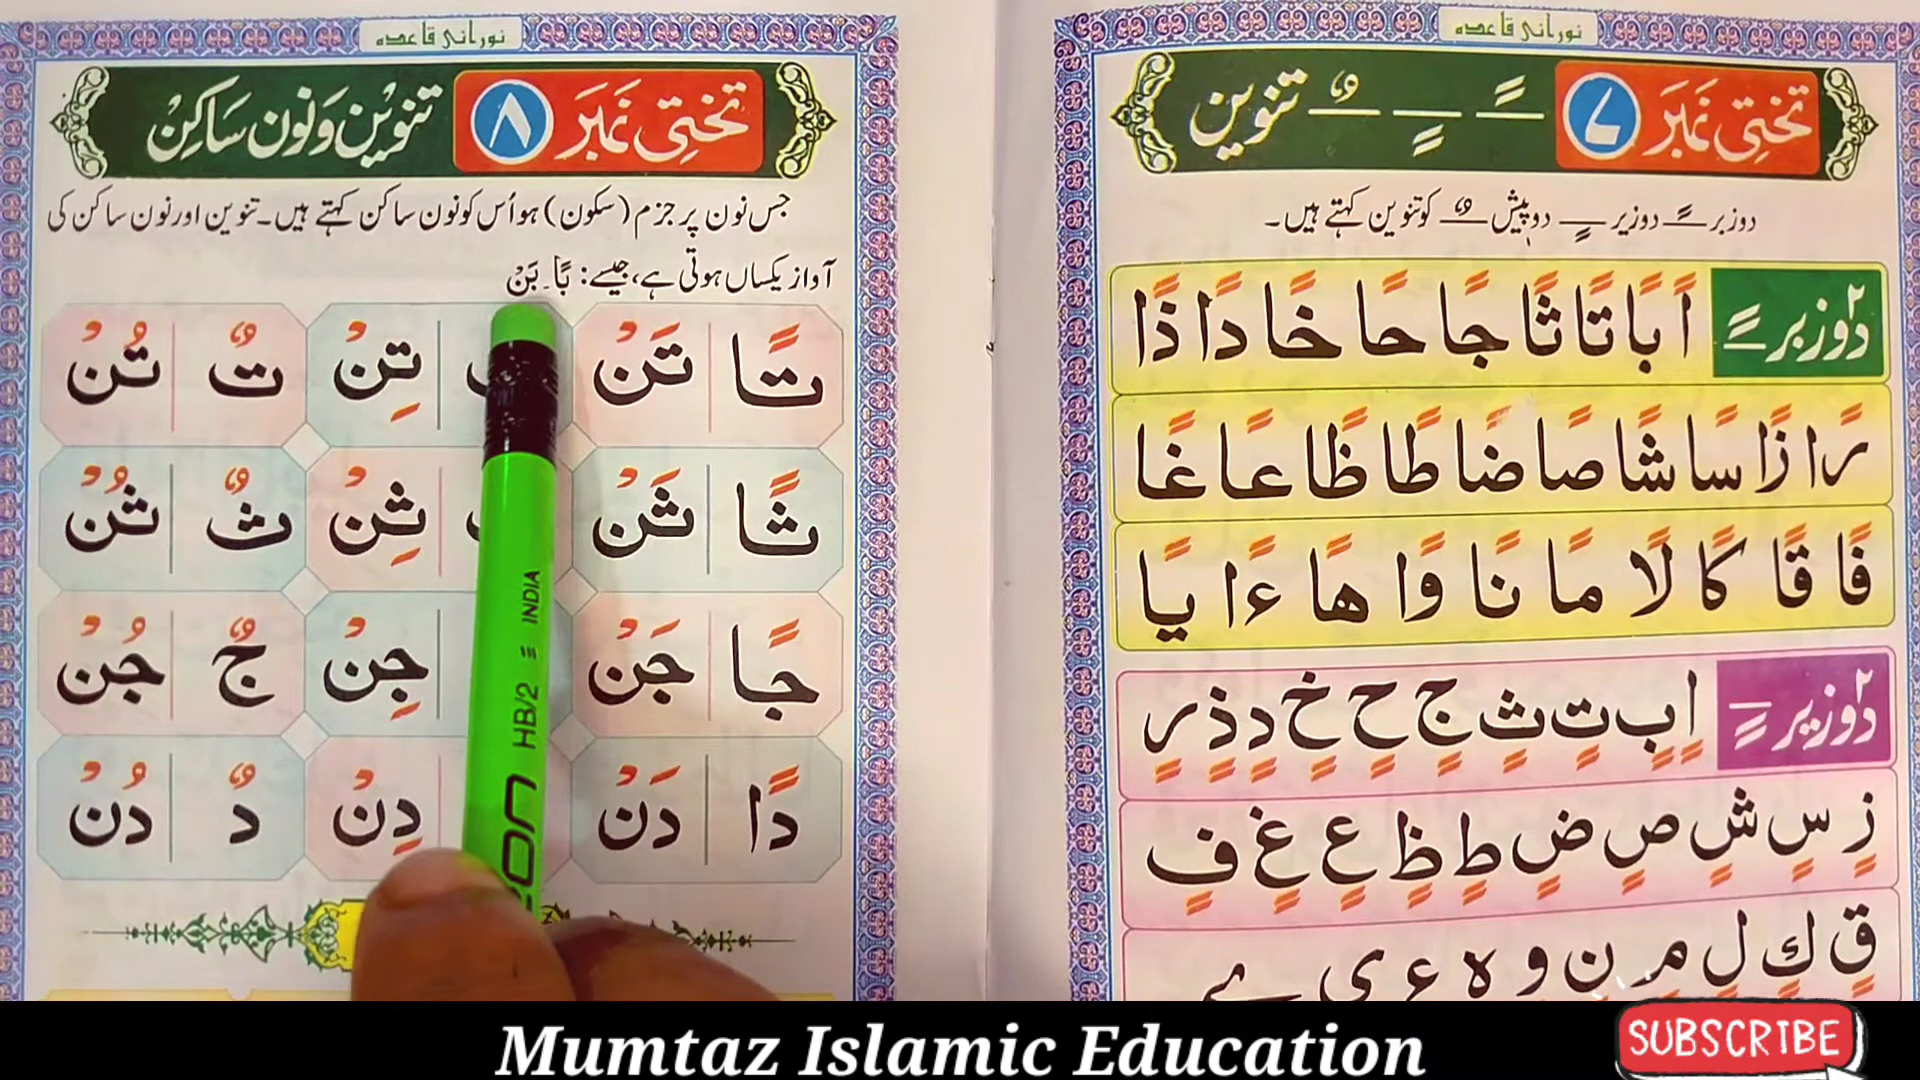 نورانی قاعدہ
تختی نمبر ۷ ـًـ ـٍـ ـٌـ تنوین
دو زبر ـًـ دو زیر ـٍـ دو پیش ـٌـ کو تنوین کہتے ہیں۔
دو۲ زبر ـًـ اً بًا تًا ثًا جًا حًا خًا دًا ذًا
رًا زًا سًا شًا صًا ضًا طًا ظًا عًا غًا
فًا قًا كًا لًا مًا نًا وًا هًا ءًا يًا
دو۲ زیر ـٍـ اٍ بٍ تٍ ثٍ جٍ حٍ خٍ دٍ ذٍ رٍ
زٍ سٍ شٍ صٍ ضٍ طٍ ظٍ عٍ غٍ فٍ
قٍ كٍ لٍ مٍ نٍ وٍ هٍ ءٍ ی ے
نورانی قاعدہ
تختی نمبر ۸ تنوین و نون ساکن
جس نون پر جزم (سکون) ہو اُس کو نون ساکن کہتے ہیں۔ تنوین اور نون ساکن کی
آواز یکساں ہوتی ہے، جیسے: بًا۔ بَنْ
تًا تَنْ تِنْ تٌ تُنْ
ثًا ثَنْ ثِنْ ثٌ ثُنْ
جًا جَنْ جِنْ جٌ جُنْ
دًا دَنْ دِنْ دٌ دُنْ
HB/2 = INDIA
Mumtaz Islamic Education
SUBSCRIBE